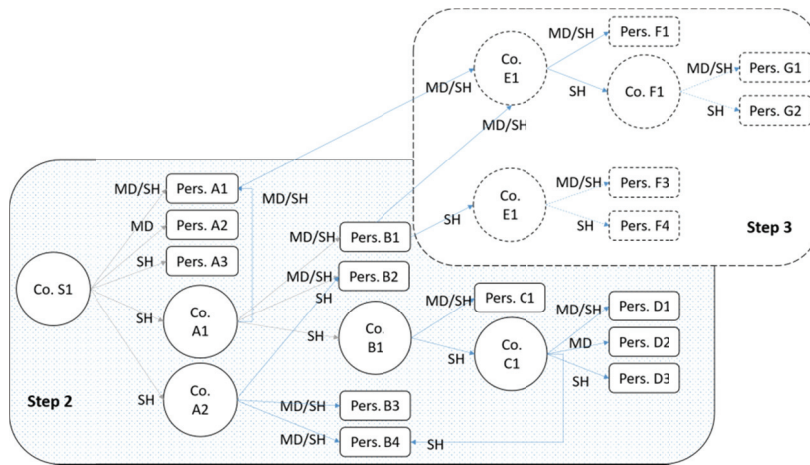 MD/SH
Pers. F1
Co.
E1
MD/SH
Pers. G1
SH
Co. F1
MD/SH
SH
Pers. G2
MD/SH
MD/SH
Pers. A1
MD/SH
Co.
E1
MD/SH
Pers. F3
MD
Pers. A2
SH
SH
Pers. F4
Step 3
MD/SH
Pers. B1
SH
Pers. A3
Co. S1
MD/SH
Pers. B2
SH
MD/SH
Pers. C1
MD/SH
Pers. D1
SH
Co.
A1
SH
Co.
B1
MD
Pers. D2
SH
Co.
C1
SH
Pers. D3
Step 2
SH
Co.
A2
MD/SH
Pers. B3
MD/SH
Pers. B4
SH